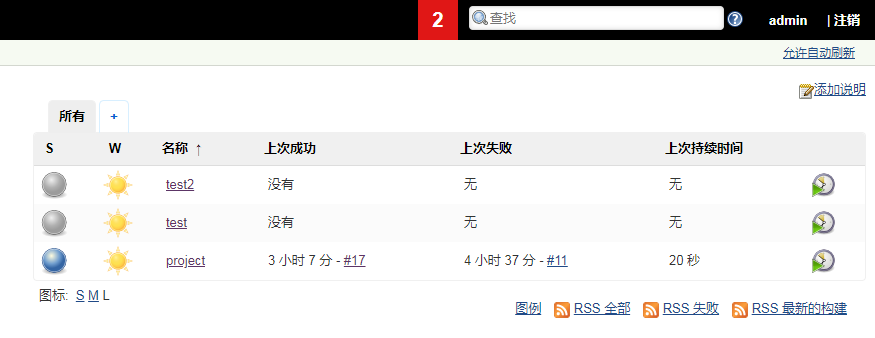 2 查找 admin | 注销
允许自动刷新
添加说明
所有 +
S W 名称 ↑ 上次成功 上次失败 上次持续时间
test2 没有 无 无
test 没有 无 无
project 3 小时 7 分 - #17 4 小时 37 分 - #11 20 秒
图标: S M L
图例 RSS 全部 RSS 失败 RSS 最新的构建